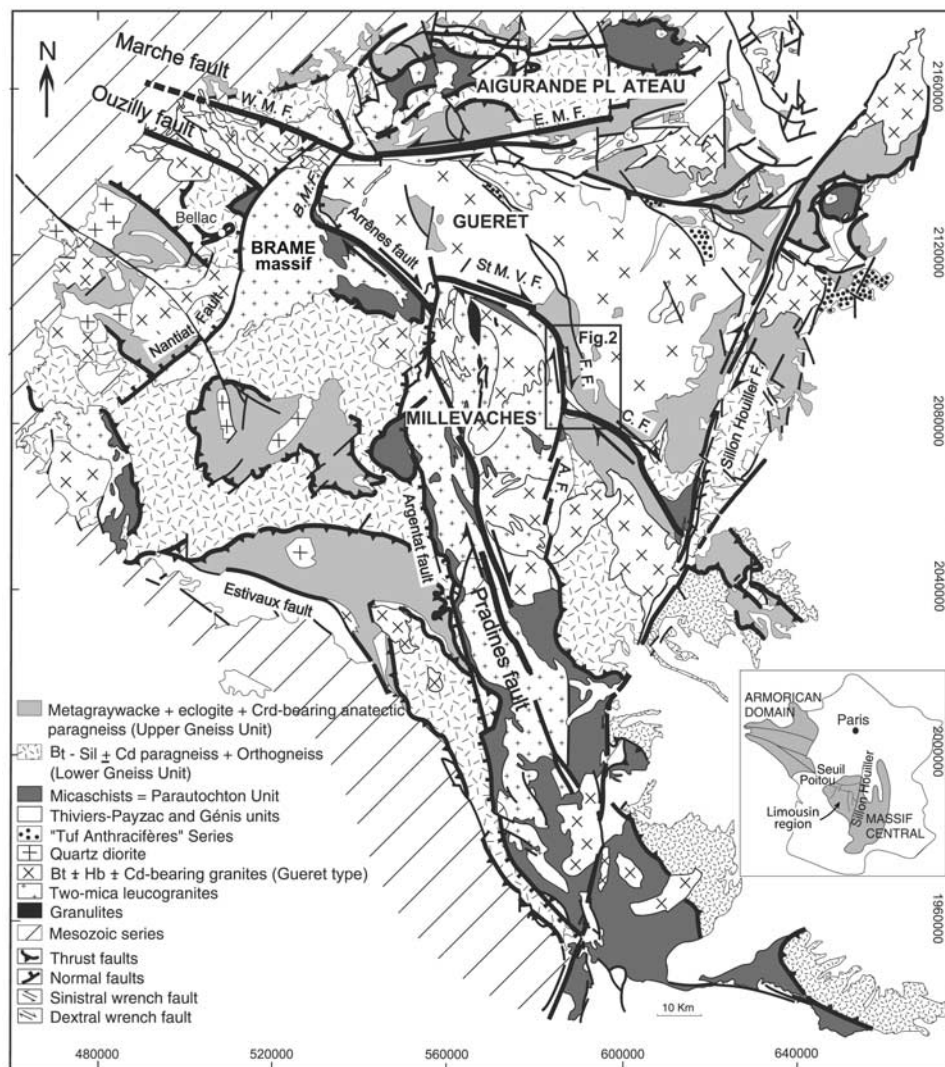 N
Marche fault
Ouzilly fault
W. M. F.
AIGURANDE PL ATEAU
E. M. F.
B.M.F.
Arrênes fault
GUERET
Bellac
BRAME
massif
St M. V. F.
Nantiat Fault
Fig.2
F. F.
MILLEVACHES
C. F.
Sillon Houiller F.
A. F.
Argentat fault
Estivaux fault
Pradines fault
2160000
2120000
2080000
2040000
2000000
1960000
Metagraywacke + eclogite + Crd-bearing anatectic
paragneiss (Upper Gneiss Unit)
Bt - Sil ± Cd paragneiss + Orthogneiss
(Lower Gneiss Unit)
Micaschists = Parautochton Unit
Thiviers-Payzac and Génis units
"Tuf Anthracifères" Series
Quartz diorite
Bt ± Hb ± Cd-bearing granites (Gueret type)
Two-mica leucogranites
Granulites
Mesozoic series
Thrust faults
Normal faults
Sinistral wrench fault
Dextral wrench fault
ARMORICAN
DOMAIN
Paris
Seuil
Poitou
Sillon Houiller
Limousin
region
MASSIF
CENTRAL
10 Km
480000
520000
560000
600000
640000